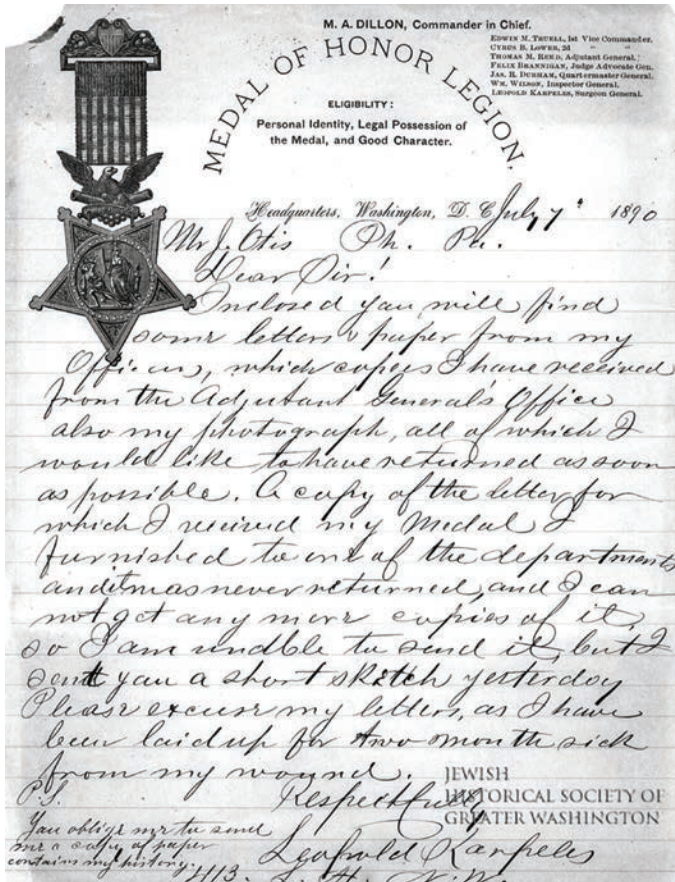 M. A. DILLON, Commander in Chief.
EDWIN M. TRUELL, 1st Vice Commander.
CYRUS B. LOWER, 2d " "
THOMAS M. REED, Adjutant General.
FELIX BRANNIGAN, Judge Advocate Gen.
JAS. R. DURHAM, Quartermaster General.
WM. WILSON, Inspector General.
LEOPOLD KARPELES, Surgeon General.
MEDAL OF HONOR LEGION.
ELIGIBILITY:
Personal Identity, Legal Possession of
the Medal, and Good Character.
Headquarters, Washington, D. C. July 7" 1890
Mr J. Otis Ph. Pa.
Dear Sir!
Inclosed you will find
some letters & paper from my
Officers, which copies I have received
from the Adjutant General's Office
also my photograph, all of which I
would like to have returned as soon
as possible. A copy of the letter for
which I received my Medal I
furnished to one of the departments
and it was never returned, and I can
not get any more copies of it,
so I am unable to send it, but I
sent you a short sketch yesterday
Please excuse my letters, as I have
been laid up for two month sick
from my wound.
Respectfully
Leopold Karpeles
P.S.
You oblige me to send
me a copy of paper
contains my history.
413. N.W.
JEWISH
HISTORICAL SOCIETY OF
GREATER WASHINGTON